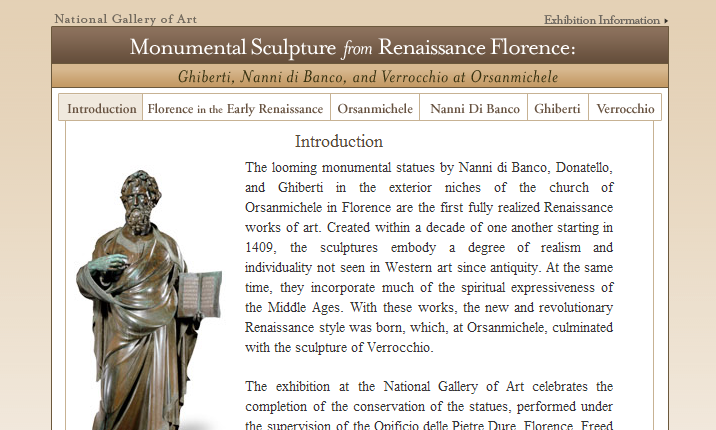 National Gallery of Art
Exhibition Information
Monumental Sculpture from Renaissance Florence:
Ghiberti, Nanni di Banco, and Verrocchio at Orsanmichele
Introduction
Florence in the Early Renaissance
Orsanmichele
Nanni Di Banco
Ghiberti
Verrocchio
Introduction
The looming monumental statues by Nanni di Banco, Donatello,
and Ghiberti in the exterior niches of the church of
Orsanmichele in Florence are the first fully realized Renaissance
works of art. Created within a decade of one another starting in
1409, the sculptures embody a degree of realism and
individuality not seen in Western art since antiquity. At the same
time, they incorporate much of the spiritual expressiveness of
the Middle Ages. With these works, the new and revolutionary
Renaissance style was born, which, at Orsanmichele, culminated
with the sculpture of Verrocchio.
The exhibition at the National Gallery of Art celebrates the
completion of the conservation of the statues, performed under
the supervision of the Opificio delle Pietre Dure, Florence. Freed